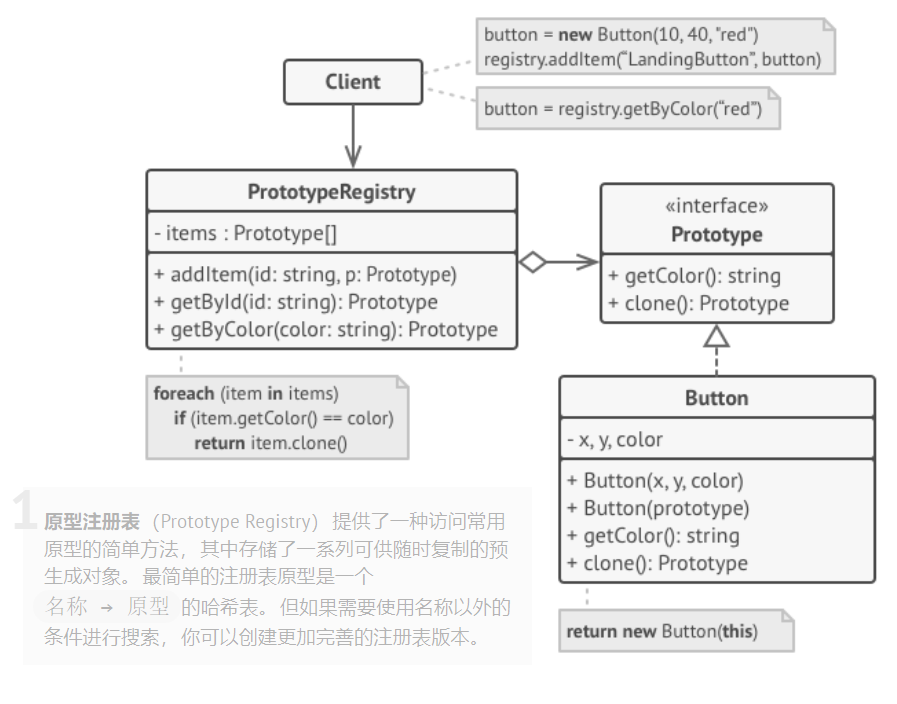 button = new Button(10, 40, "red")
registry.addItem(“LandingButton”, button)
Client
button = registry.getByColor(“red”)
PrototypeRegistry
- items : Prototype[]
+ addItem(id: string, p: Prototype)
+ getById(id: string): Prototype
+ getByColor(color: string): Prototype
«interface»
Prototype
+ getColor(): string
+ clone(): Prototype
foreach (item in items)
if (item.getColor() == color)
return item.clone()
Button
- x, y, color
+ Button(x, y, color)
+ Button(prototype)
+ getColor(): string
+ clone(): Prototype
return new Button(this)
1
原型注册表 （Prototype Registry） 提供了一种访问常用
原型的简单方法， 其中存储了一系列可供随时复制的预
生成对象。 最简单的注册表原型是一个
名称 → 原型 的哈希表。 但如果需要使用名称以外的
条件进行搜索， 你可以创建更加完善的注册表版本。